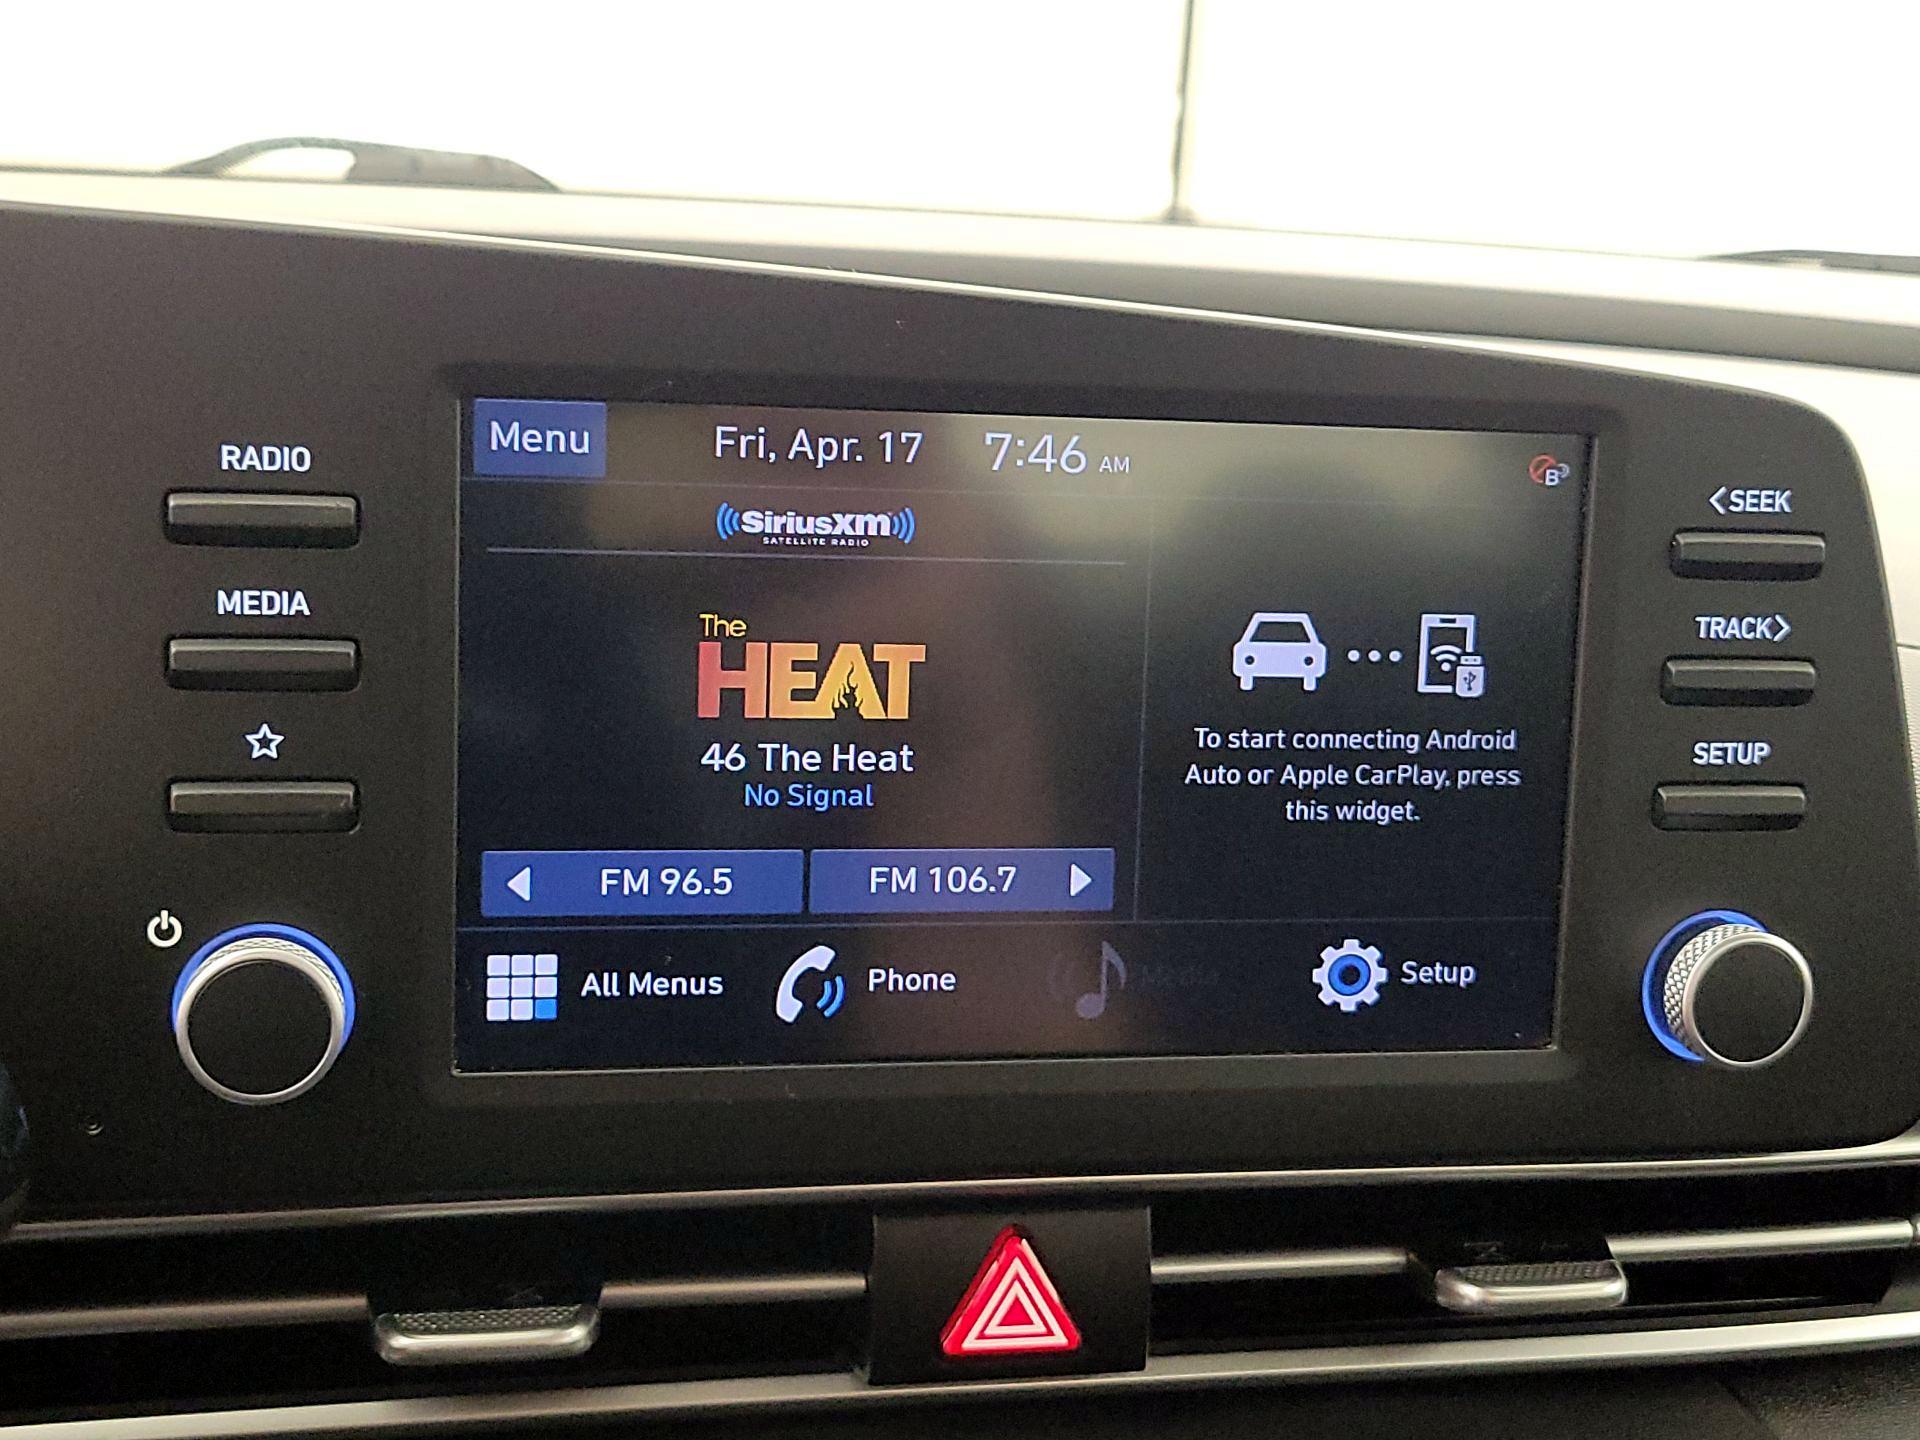 RADIO
MEDIA
Menu
Fri, Apr. 17
7:46 AM
B
SiriusXM
SATELLITE RADIO
The
HEAT
46 The Heat
No Signal
FM 96.5
FM 106.7
To start connecting Android
Auto or Apple CarPlay, press
this widget.
All Menus
Phone
Media
Setup
<SEEK
TRACK>
SETUP